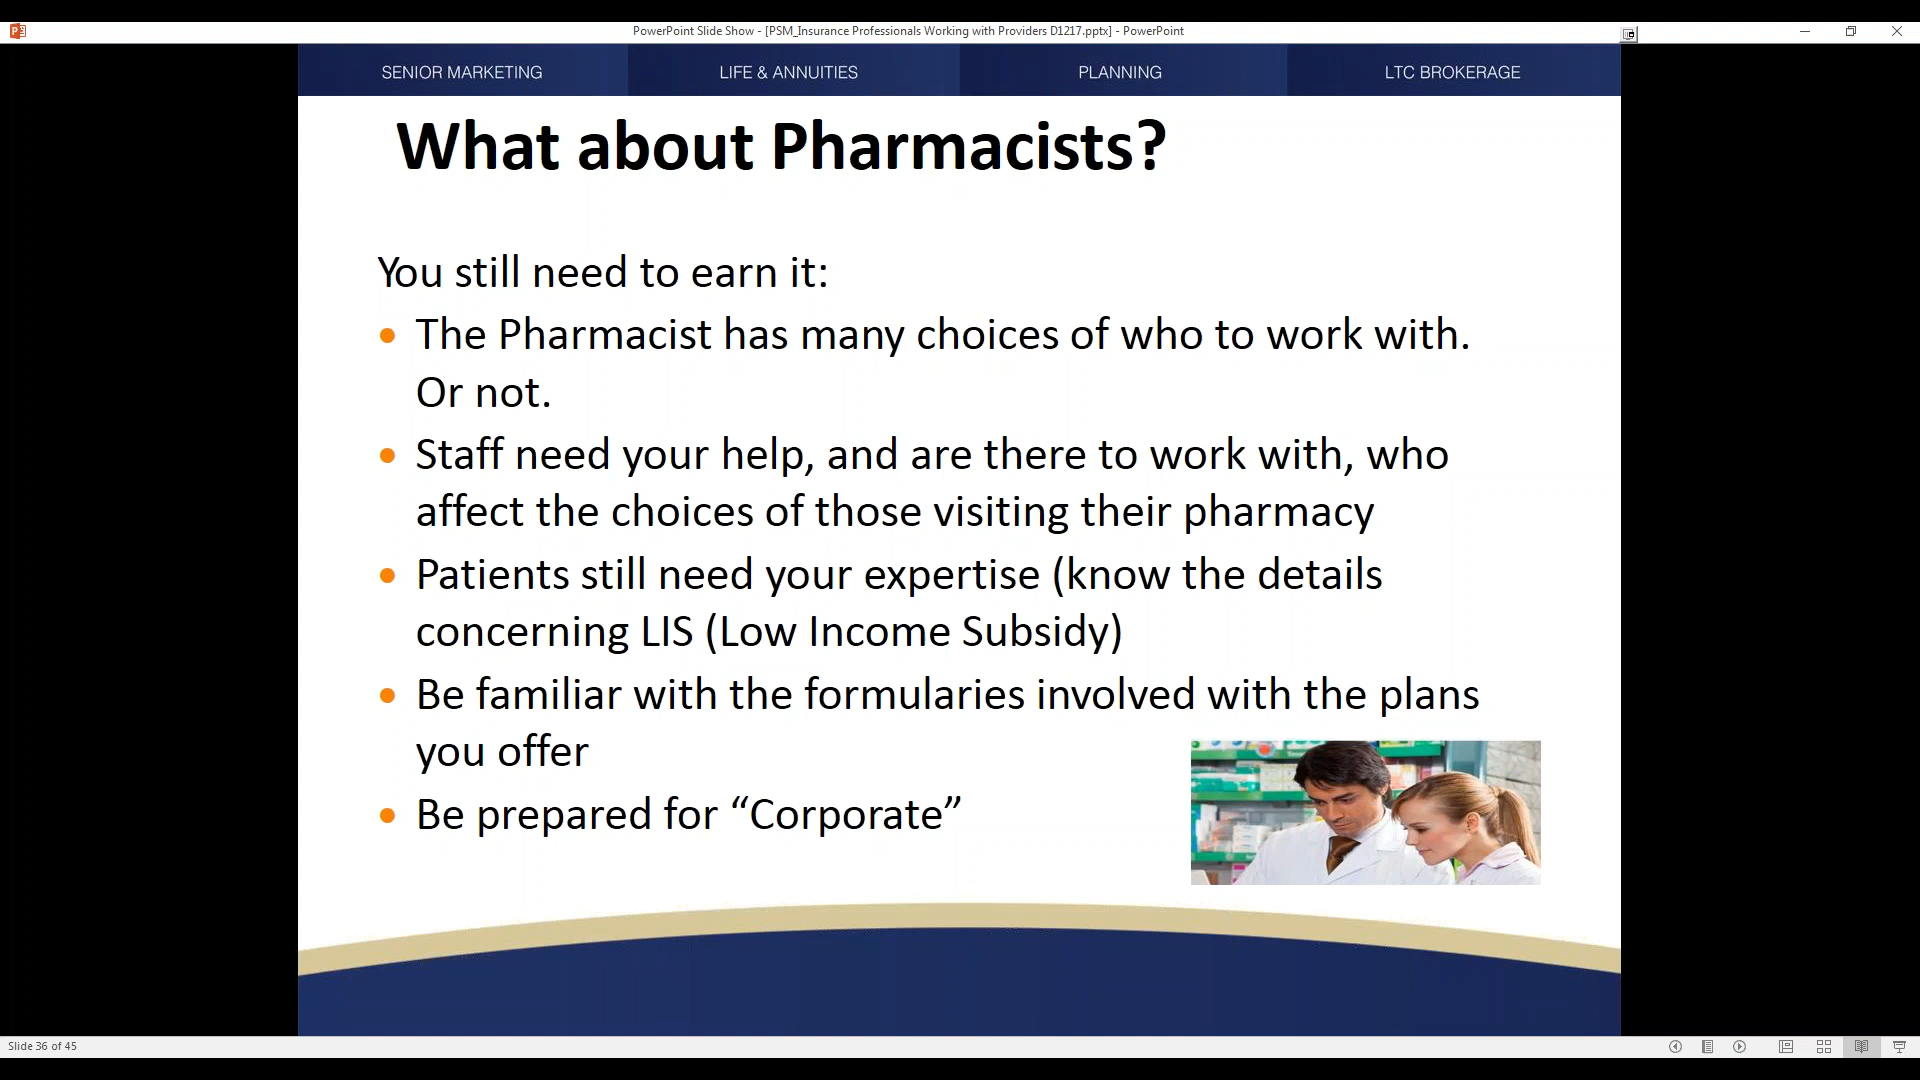 PowerPoint Slide Show - [PSM_Insurance Professionals Working with Providers D1217.pptx] - PowerPoint
SENIOR MARKETING
LIFE & ANNUITIES
PLANNING
LTC BROKERAGE
What about Pharmacists?
You still need to earn it:
• The Pharmacist has many choices of who to work with.
Or not.
• Staff need your help, and are there to work with, who
affect the choices of those visiting their pharmacy
• Patients still need your expertise (know the details
concerning LIS (Low Income Subsidy)
• Be familiar with the formularies involved with the plans
you offer
• Be prepared for “Corporate”
Slide 36 of 45